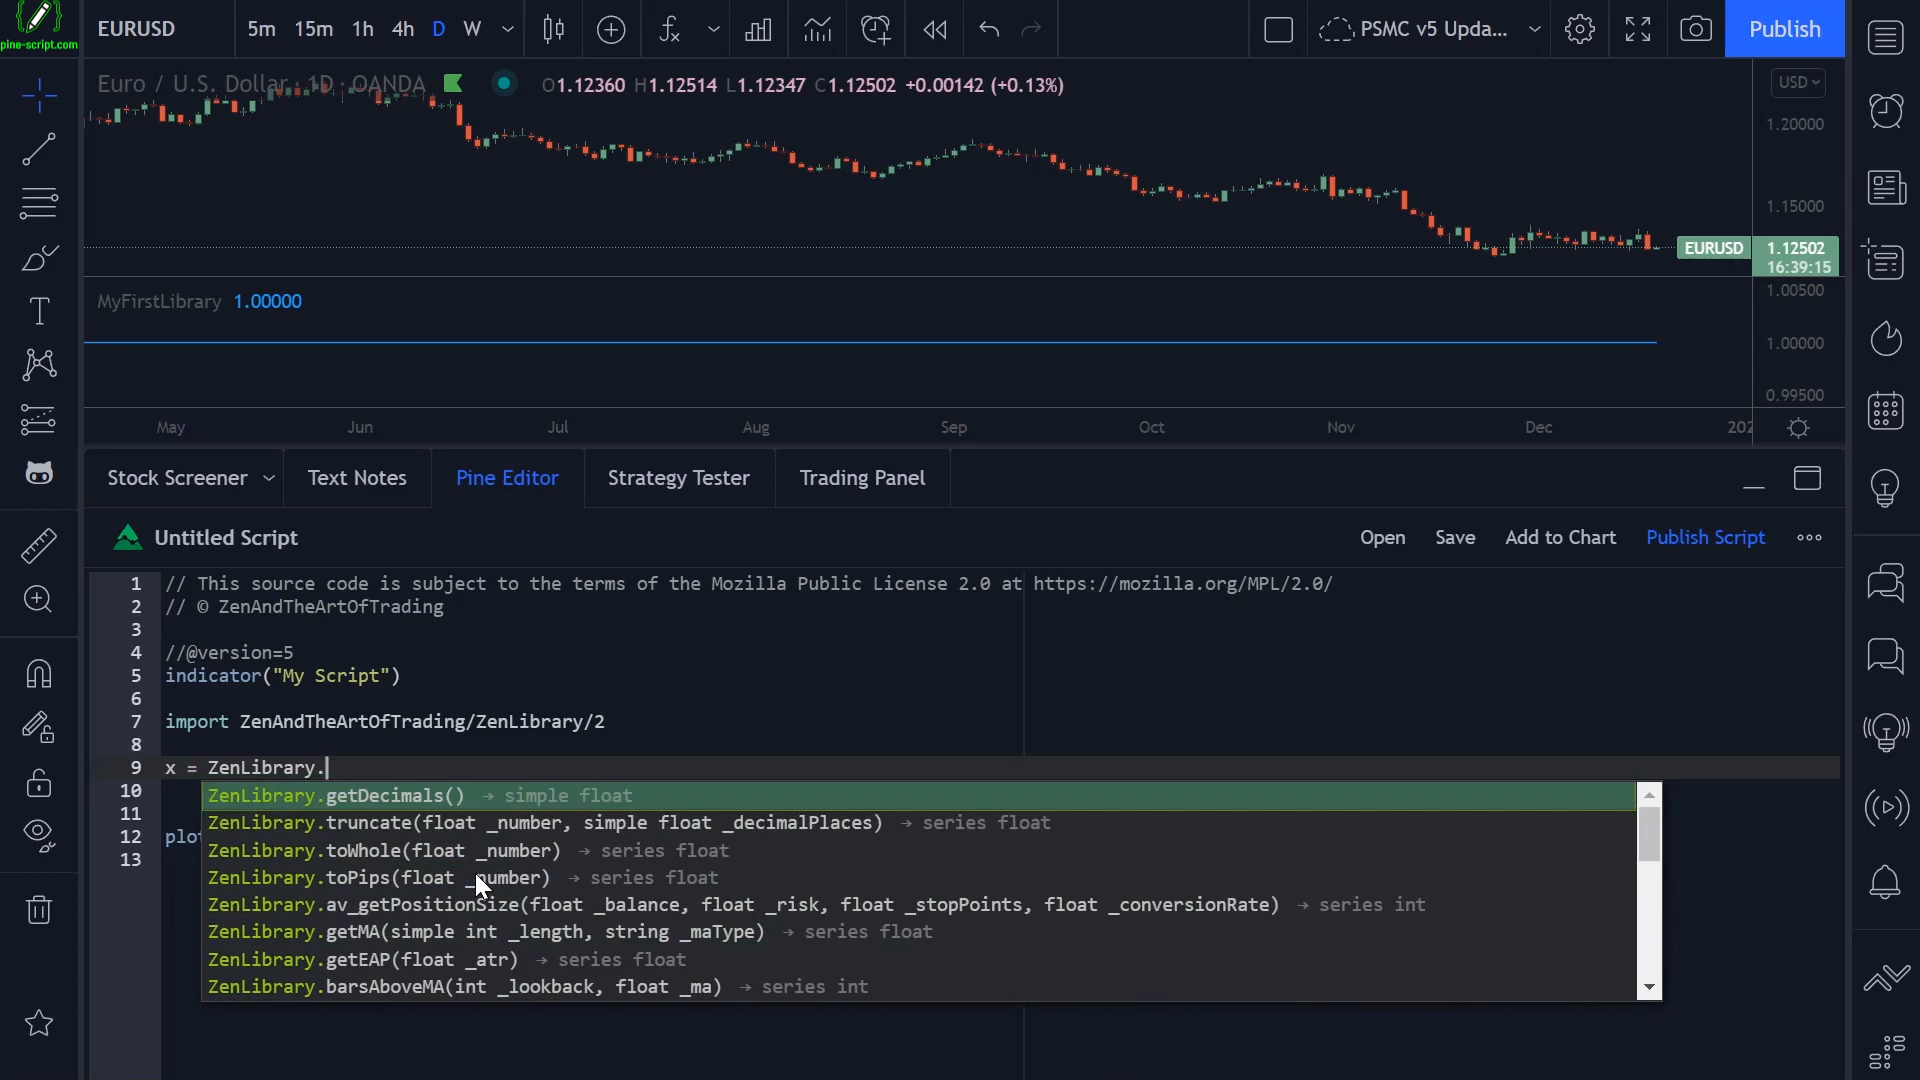 pine-script.com
EURUSD
5m 15m 1h 4h D W
PSMC v5 Upda...
Publish
Euro / U.S. Dollar · 1D · OANDA
O1.12360 H1.12514 L1.12347 C1.12502 +0.00142 (+0.13%)
USD
1.20000
1.15000
EURUSD 1.12502
16:39:15
1.00500
MyFirstLibrary 1.00000
1.00000
0.99500
May Jun Jul Aug Sep Oct Nov Dec 202
Stock Screener Text Notes Pine Editor Strategy Tester Trading Panel
Untitled Script
Open Save Add to Chart Publish Script
1 // This source code is subject to the terms of the Mozilla Public License 2.0 at https://mozilla.org/MPL/2.0/
2 // © ZenAndTheArtOfTrading
3
4 //@version=5
5 indicator("My Script")
6
7 import ZenAndTheArtOfTrading/ZenLibrary/2
8
9 x = ZenLibrary.
10 ZenLibrary.getDecimals() → simple float
11 ZenLibrary.truncate(float _number, simple float _decimalPlaces) → series float
12 plot ZenLibrary.toWhole(float _number) → series float
13 ZenLibrary.toPips(float _number) → series float
ZenLibrary.av_getPositionSize(float _balance, float _risk, float _stopPoints, float _conversionRate) → series int
ZenLibrary.getMA(simple int _length, string _maType) → series float
ZenLibrary.getEAP(float _atr) → series float
ZenLibrary.barsAboveMA(int _lookback, float _ma) → series int